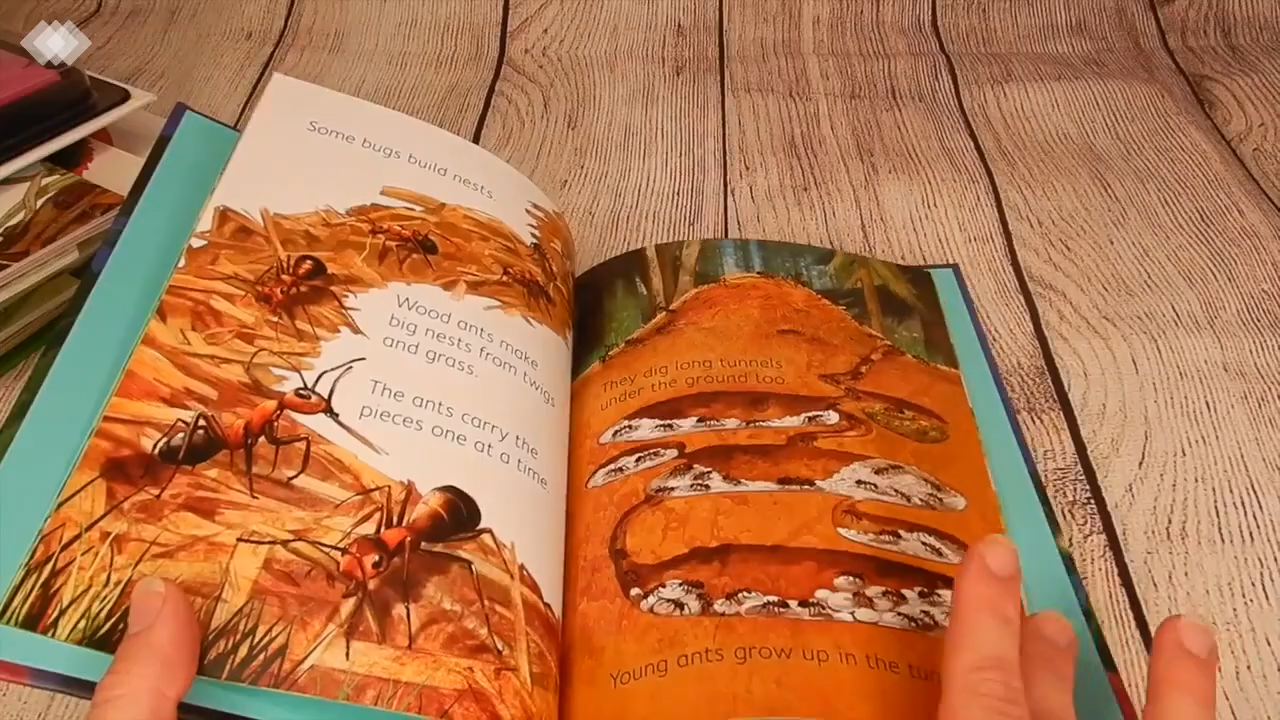 Some bugs build nests.
Wood ants make
big nests from twigs
and grass.
The ants carry the
pieces one at a time.
They dig long tunnels
under the ground too.
Young ants grow up in the